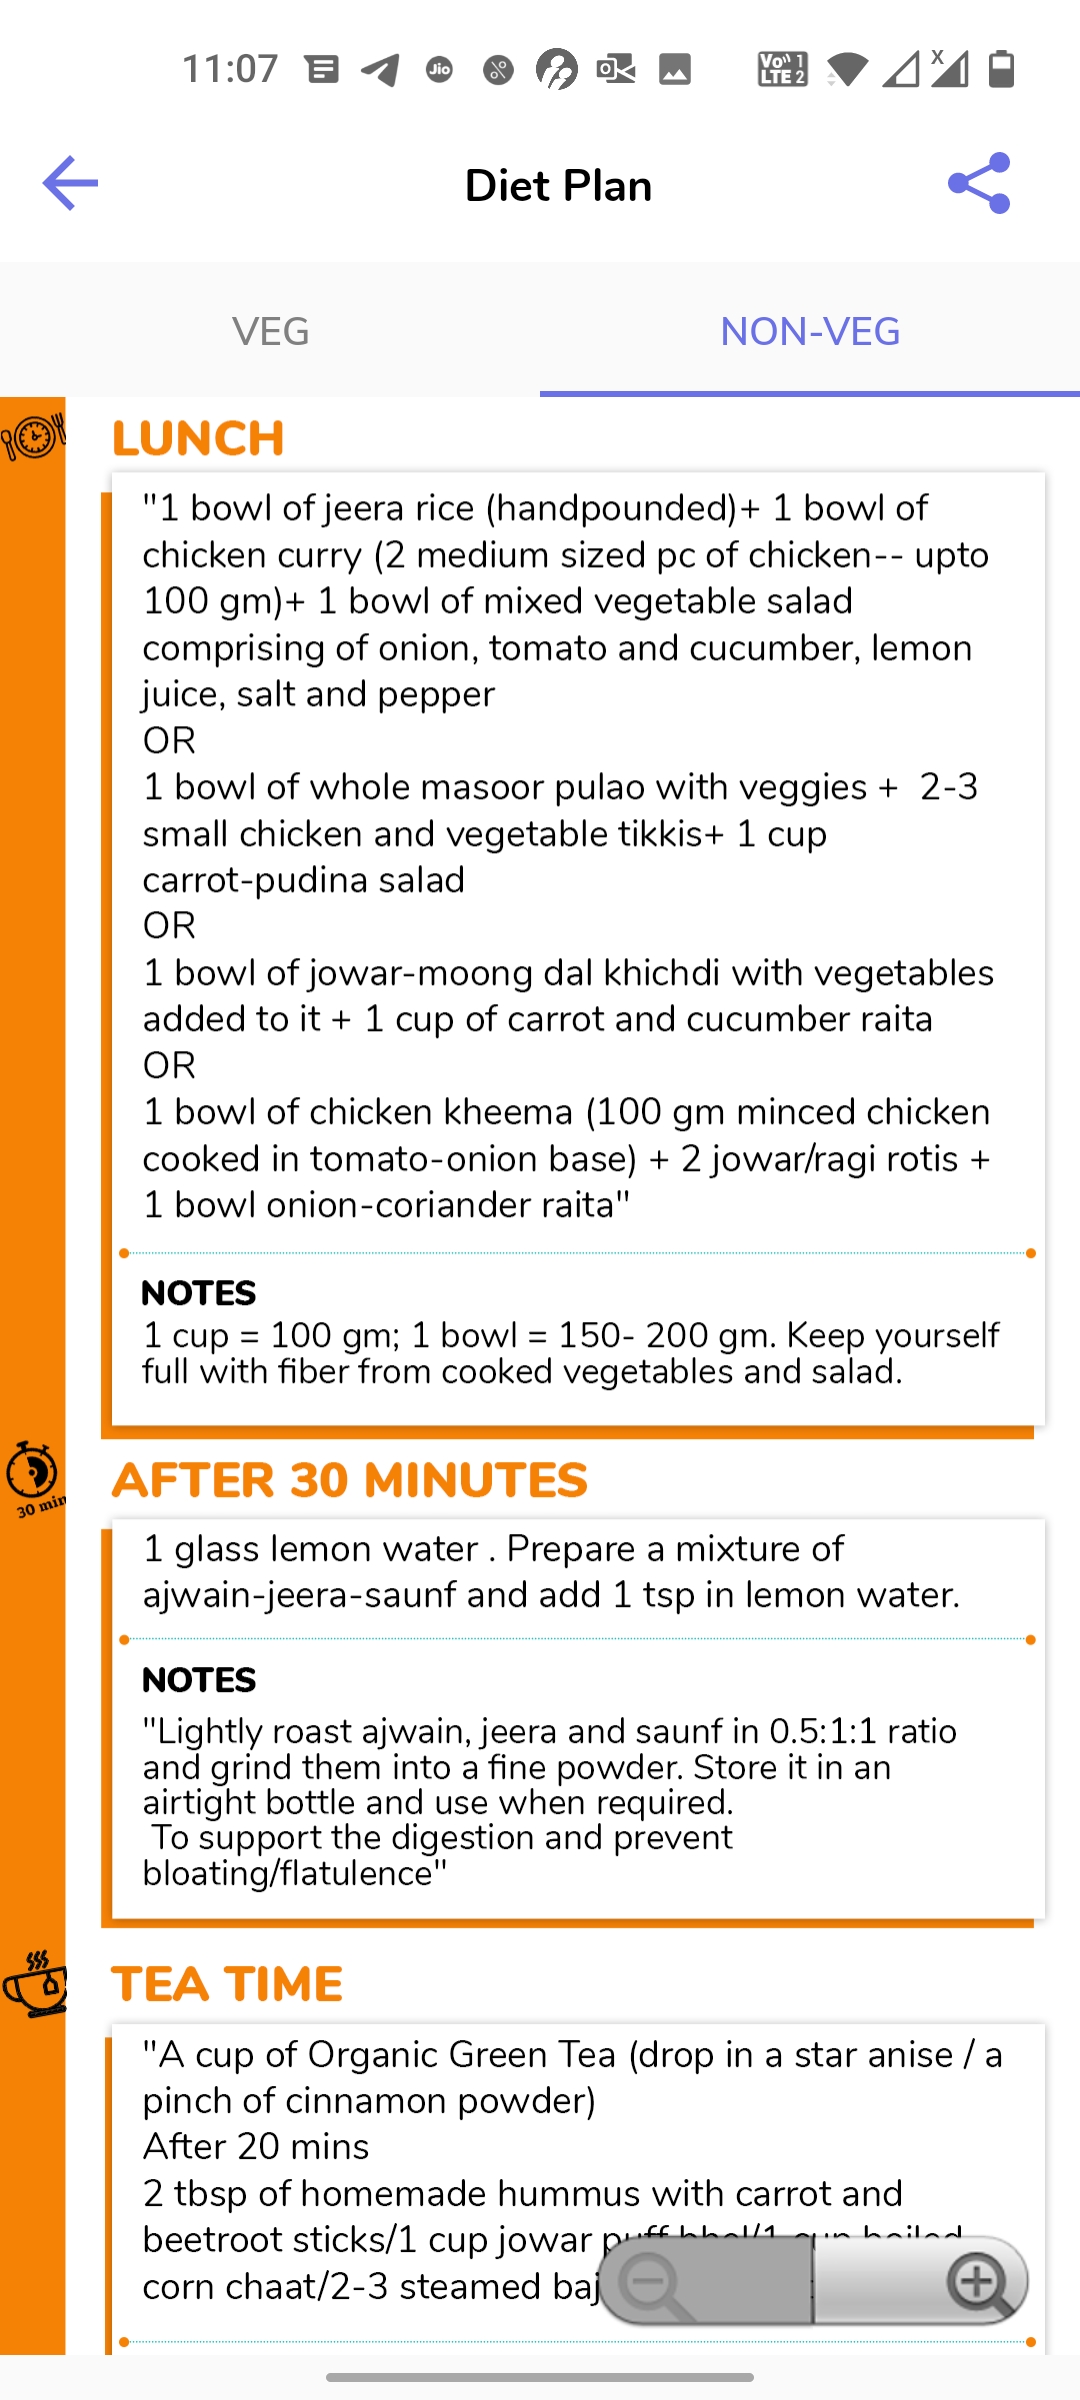 11:07
Jio
Vo)) 1
LTE 2
x
Diet Plan
VEG
NON-VEG
LUNCH
"1 bowl of jeera rice (handpounded)+ 1 bowl of
chicken curry (2 medium sized pc of chicken-- upto
100 gm)+ 1 bowl of mixed vegetable salad
comprising of onion, tomato and cucumber, lemon
juice, salt and pepper
OR
1 bowl of whole masoor pulao with veggies +  2-3
small chicken and vegetable tikkis+ 1 cup
carrot-pudina salad
OR
1 bowl of jowar-moong dal khichdi with vegetables
added to it + 1 cup of carrot and cucumber raita
OR
1 bowl of chicken kheema (100 gm minced chicken
cooked in tomato-onion base) + 2 jowar/ragi rotis +
1 bowl onion-coriander raita"
NOTES
1 cup = 100 gm; 1 bowl = 150- 200 gm. Keep yourself
full with fiber from cooked vegetables and salad.
30 min
AFTER 30 MINUTES
1 glass lemon water . Prepare a mixture of
ajwain-jeera-saunf and add 1 tsp in lemon water.
NOTES
"Lightly roast ajwain, jeera and saunf in 0.5:1:1 ratio
and grind them into a fine powder. Store it in an
airtight bottle and use when required.
To support the digestion and prevent
bloating/flatulence"
TEA TIME
"A cup of Organic Green Tea (drop in a star anise / a
pinch of cinnamon powder)
After 20 mins
2 tbsp of homemade hummus with carrot and
beetroot sticks/1 cup jowar puff bhel/1 cup boiled
corn chaat/2-3 steamed